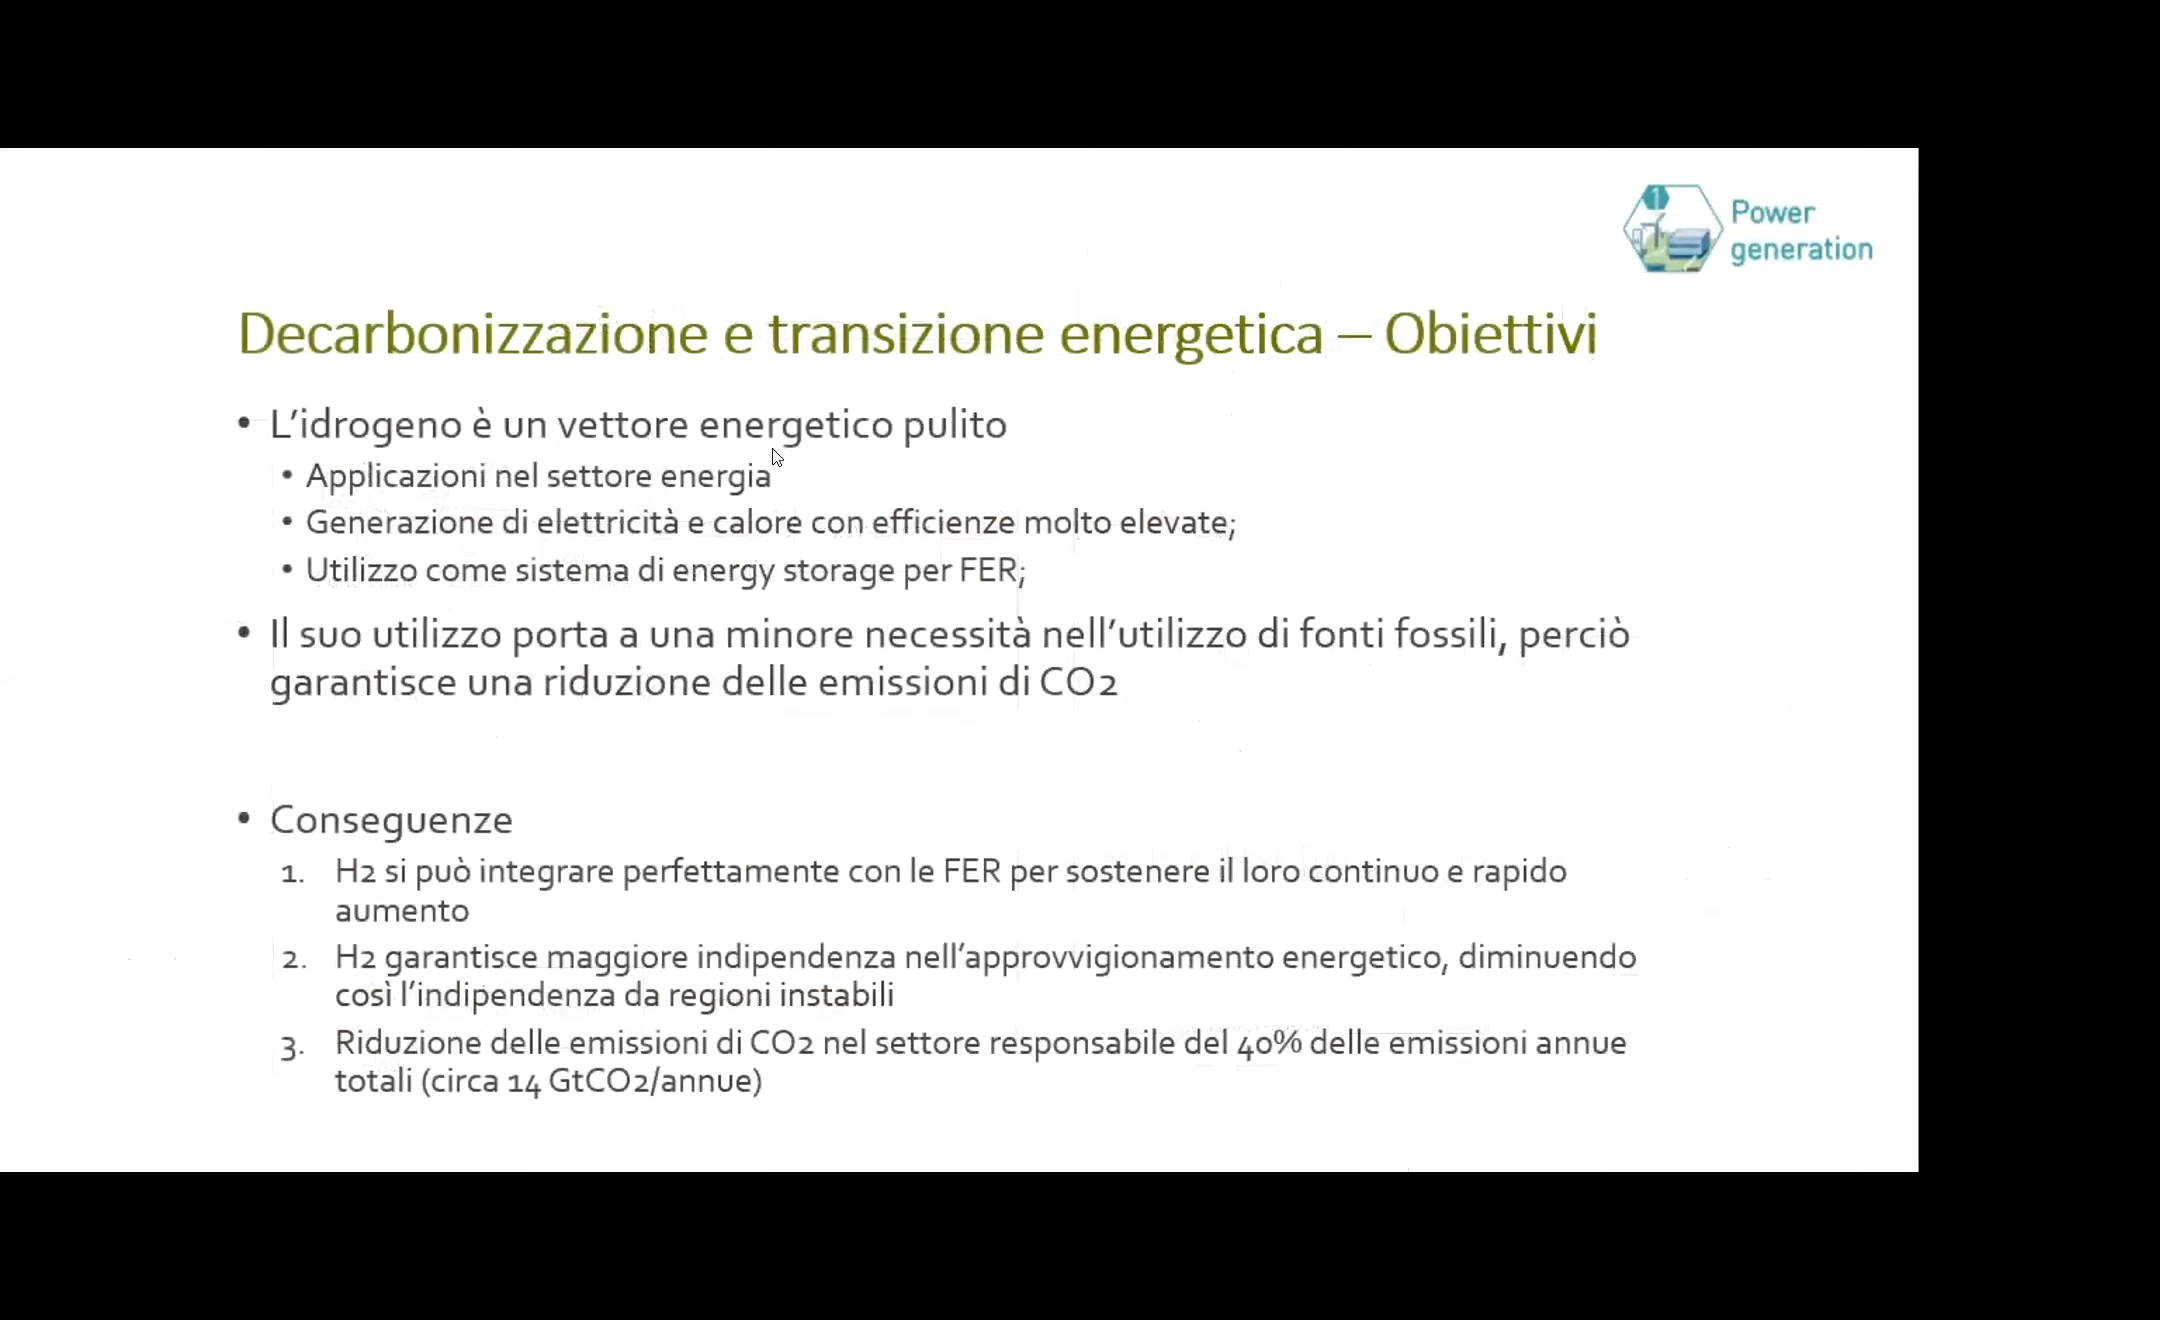 1
Power
generation
Decarbonizzazione e transizione energetica – Obiettivi
• L'idrogeno è un vettore energetico pulito
• Applicazioni nel settore energia
• Generazione di elettricità e calore con efficienze molto elevate;
• Utilizzo come sistema di energy storage per FER;
• Il suo utilizzo porta a una minore necessità nell'utilizzo di fonti fossili, perciò
garantisce una riduzione delle emissioni di CO2
• Conseguenze
1. H2 si può integrare perfettamente con le FER per sostenere il loro continuo e rapido
aumento
2. H2 garantisce maggiore indipendenza nell'approvvigionamento energetico, diminuendo
così l'indipendenza da regioni instabili
3. Riduzione delle emissioni di CO2 nel settore responsabile del 40% delle emissioni annue
totali (circa 14 GtCO2/annue)